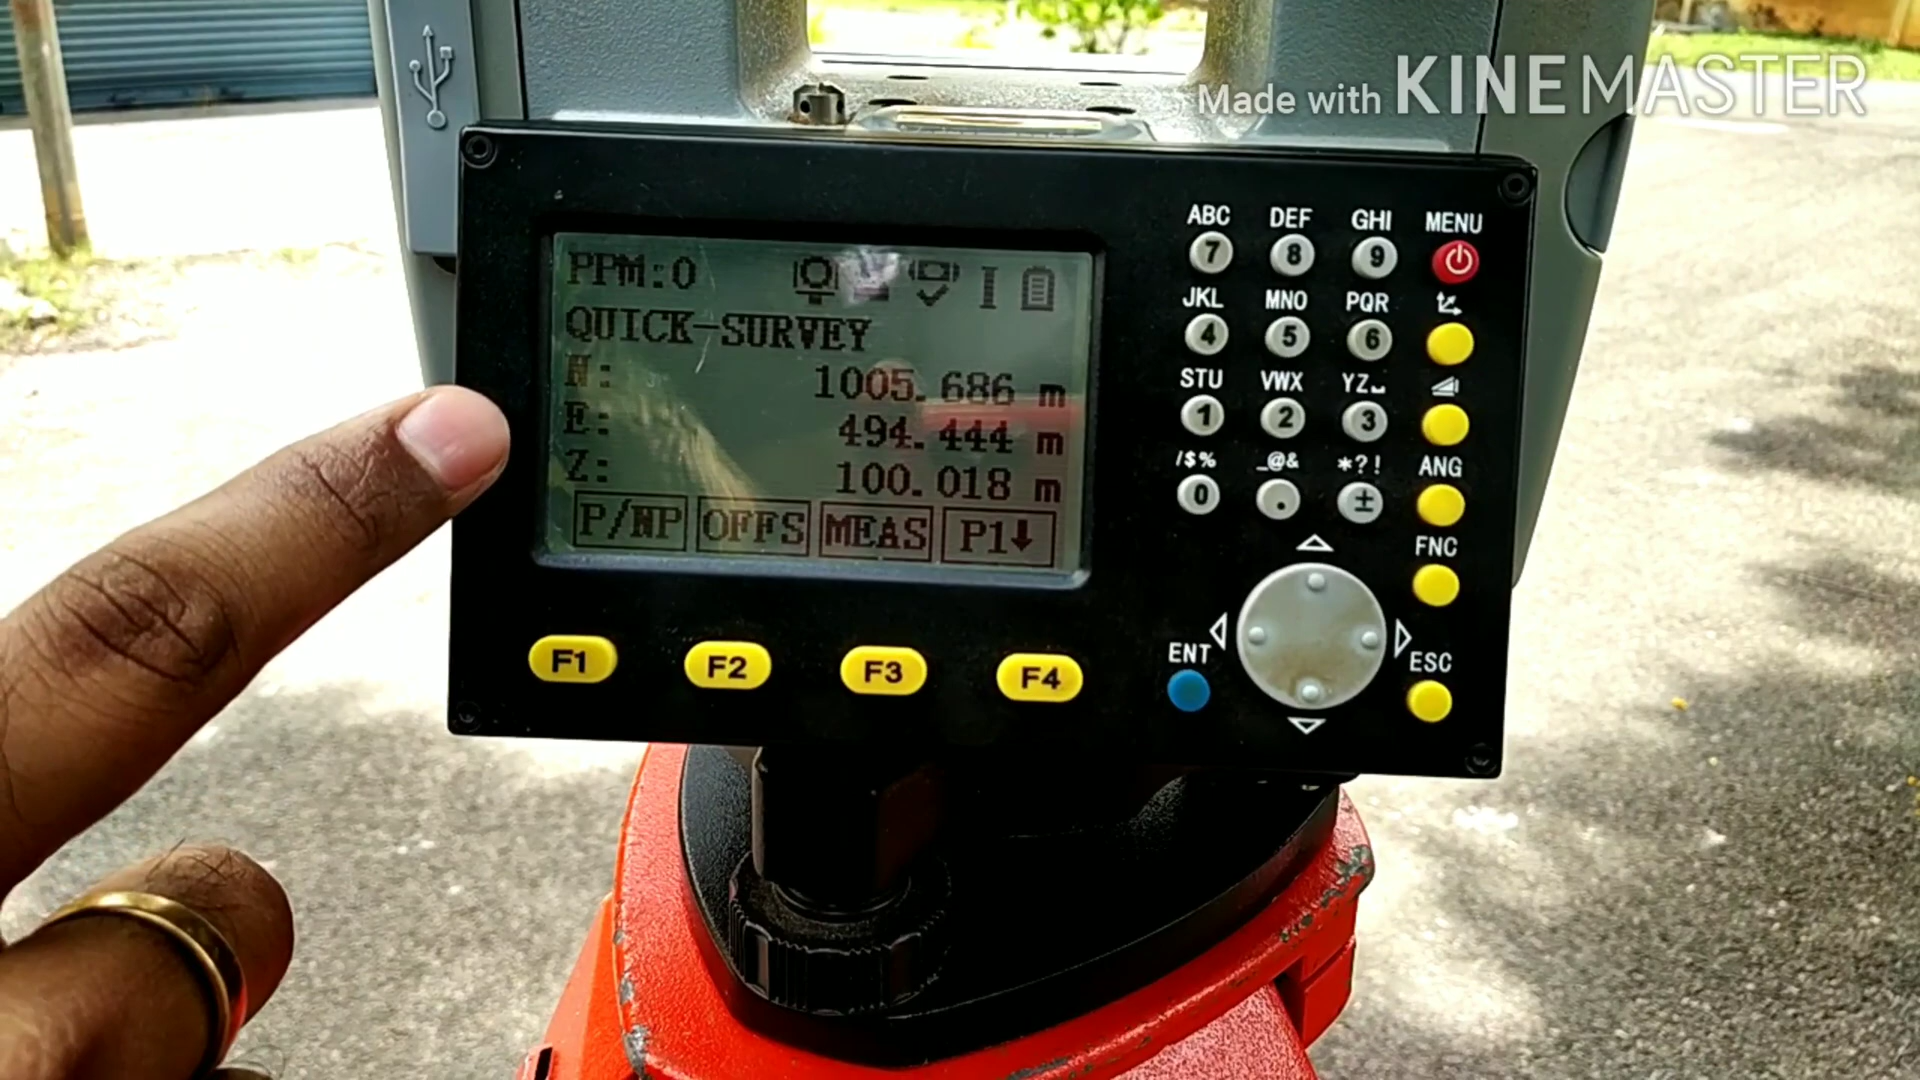 Made with KINEMASTER
PPM:0
QUICK-SURVEY
N: 1005.686 m
E: 494.444 m
Z: 100.018 m
P/NP OFFS MEAS P1↓
F1 F2 F3 F4
ABC DEF GHI MENU
7 8 9
JKL MNO PQR
4 5 6
STU VWX YZ⎵
1 2 3
/$% _@& *?! ANG
0 . ±
FNC
ENT ESC